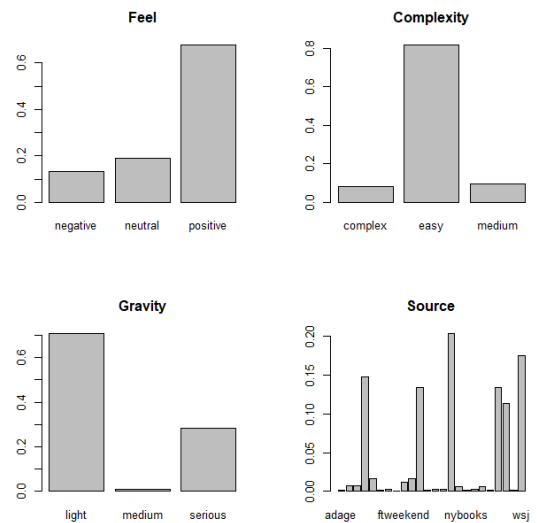 Feel
0.0 0.2 0.4 0.6
negative neutral positive
Complexity
0.0 0.2 0.4 0.6 0.8
complex easy medium
Gravity
0.0 0.2 0.4 0.6
light medium serious
Source
0.00 0.05 0.10 0.15 0.20
adage ftweekend nybooks wsj